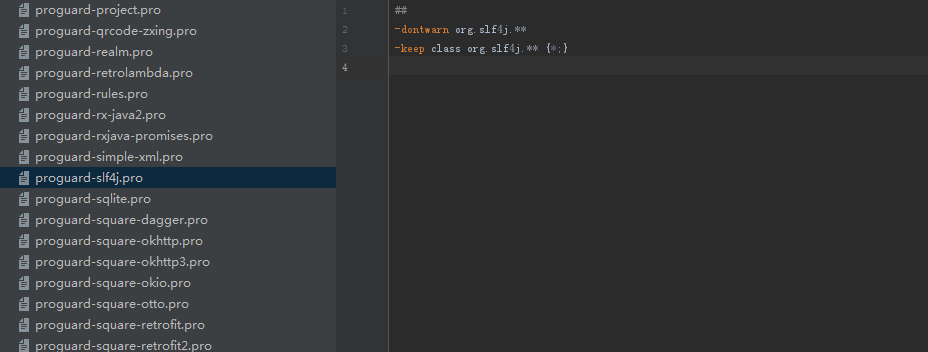 proguard-project.pro
proguard-qrcode-zxing.pro
proguard-realm.pro
proguard-retrolambda.pro
proguard-rules.pro
proguard-rx-java2.pro
proguard-rxjava-promises.pro
proguard-simple-xml.pro
proguard-slf4j.pro
proguard-sqlite.pro
proguard-square-dagger.pro
proguard-square-okhttp.pro
proguard-square-okhttp3.pro
proguard-square-okio.pro
proguard-square-otto.pro
proguard-square-retrofit.pro
proguard-square-retrofit2.pro
1 ##
2 -dontwarn org.slf4j.**
3 -keep class org.slf4j.** {*;}
4